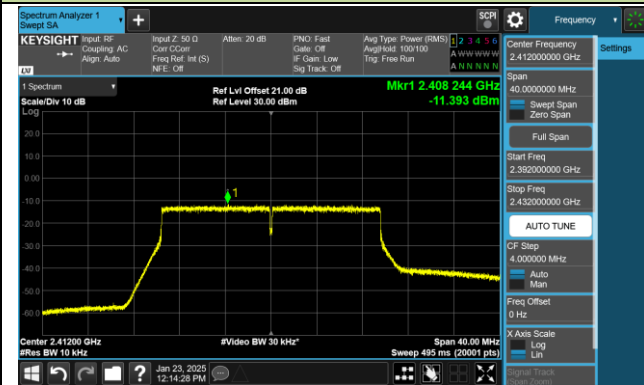 Spectrum Analyzer 1
Swept SA
SCPI
Frequency
KEYSIGHT
Input: RF
Coupling: AC
Align: Auto
Input Z: 50 Ω
Corr CCorr
Freq Ref: Int (S)
NFE: Off
Atten: 20 dB
PNO: Fast
Gate: Off
IF Gain: Low
Sig Track: Off
Avg Type: Power (RMS)
Avg|Hold: 100/100
Trig: Free Run
1 2 3 4 5 6
A W W W W W
A N N N N N
LXI
1 Spectrum
Scale/Div 10 dB
Log
Ref Lvl Offset 21.00 dB
Ref Level 30.00 dBm
Mkr1 2.408 244 GHz
-11.393 dBm
20.0
10.0
0.00
-10.0
-20.0
-30.0
-40.0
-50.0
-60.0
1
Center 2.41200 GHz
#Res BW 10 kHz
#Video BW 30 kHz*
Span 40.00 MHz
Sweep 495 ms (20001 pts)
Jan 23, 2025
12:14:28 PM
Center Frequency
2.412000000 GHz
Settings
Span
40.0000000 MHz
Swept Span
Zero Span
Full Span
Start Freq
2.392000000 GHz
Stop Freq
2.432000000 GHz
AUTO TUNE
CF Step
4.000000 MHz
Auto
Man
Freq Offset
0 Hz
X Axis Scale
Log
Lin
Signal Track
(Span Zoom)